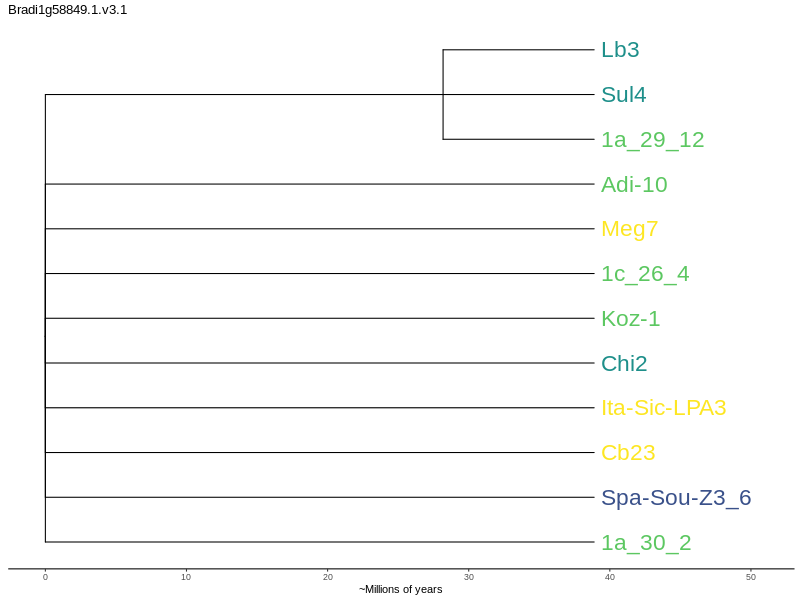 Bradi1g58849.1.v3.1
Lb3
Sul4
1a_29_12
Adi-10
Meg7
1c_26_4
Koz-1
Chi2
Ita-Sic-LPA3
Cb23
Spa-Sou-Z3_6
1a_30_2
0 10 20 30 40 50
~Millions of years